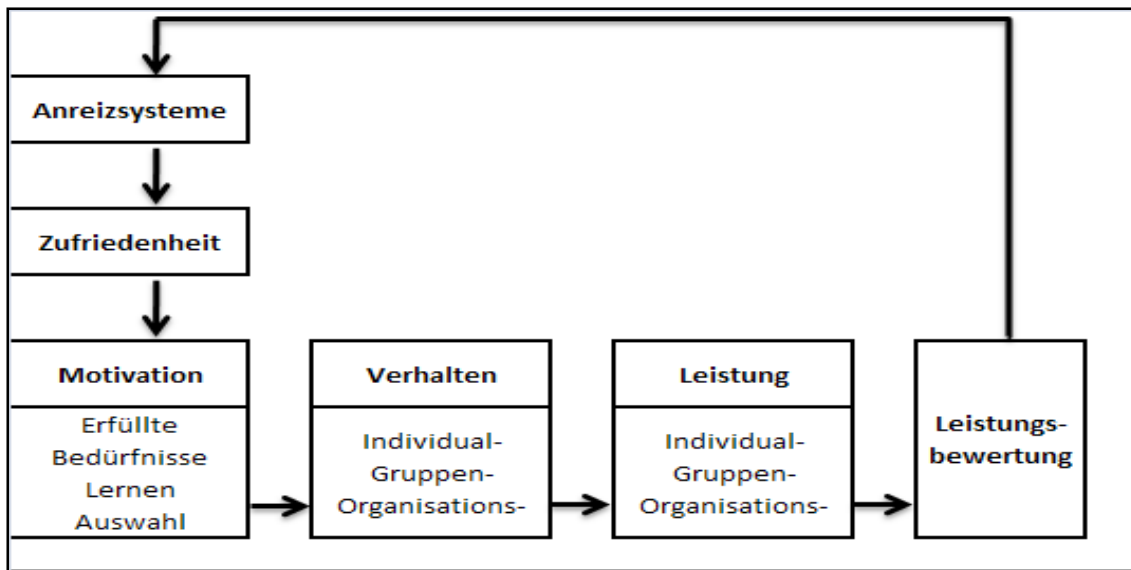 Anreizsysteme
Zufriedenheit
Motivation
Erfüllte
Bedürfnisse
Lernen
Auswahl
Verhalten
Individual-
Gruppen-
Organisations-
Leistung
Individual-
Gruppen-
Organisations-
Leistungs-
bewertung